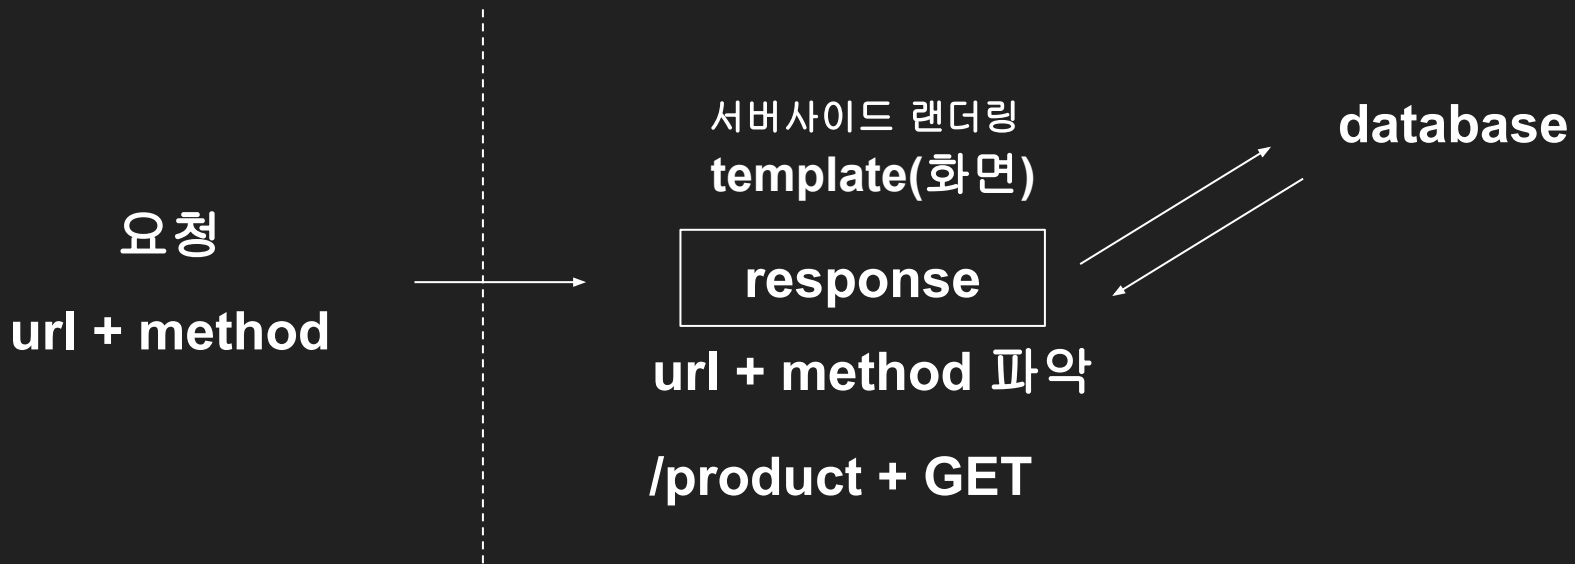 요청
url + method
서버사이드 랜더링
template(화면)
response
url + method 파악
/product + GET
database